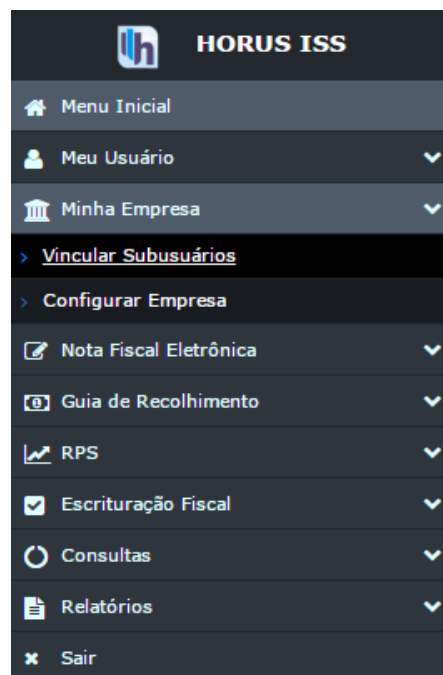 HORUS ISS
Menu Inicial
Meu Usuário
Minha Empresa
Vincular Subusuários
Configurar Empresa
Nota Fiscal Eletrônica
Guia de Recolhimento
RPS
Escrituração Fiscal
Consultas
Relatórios
Sair